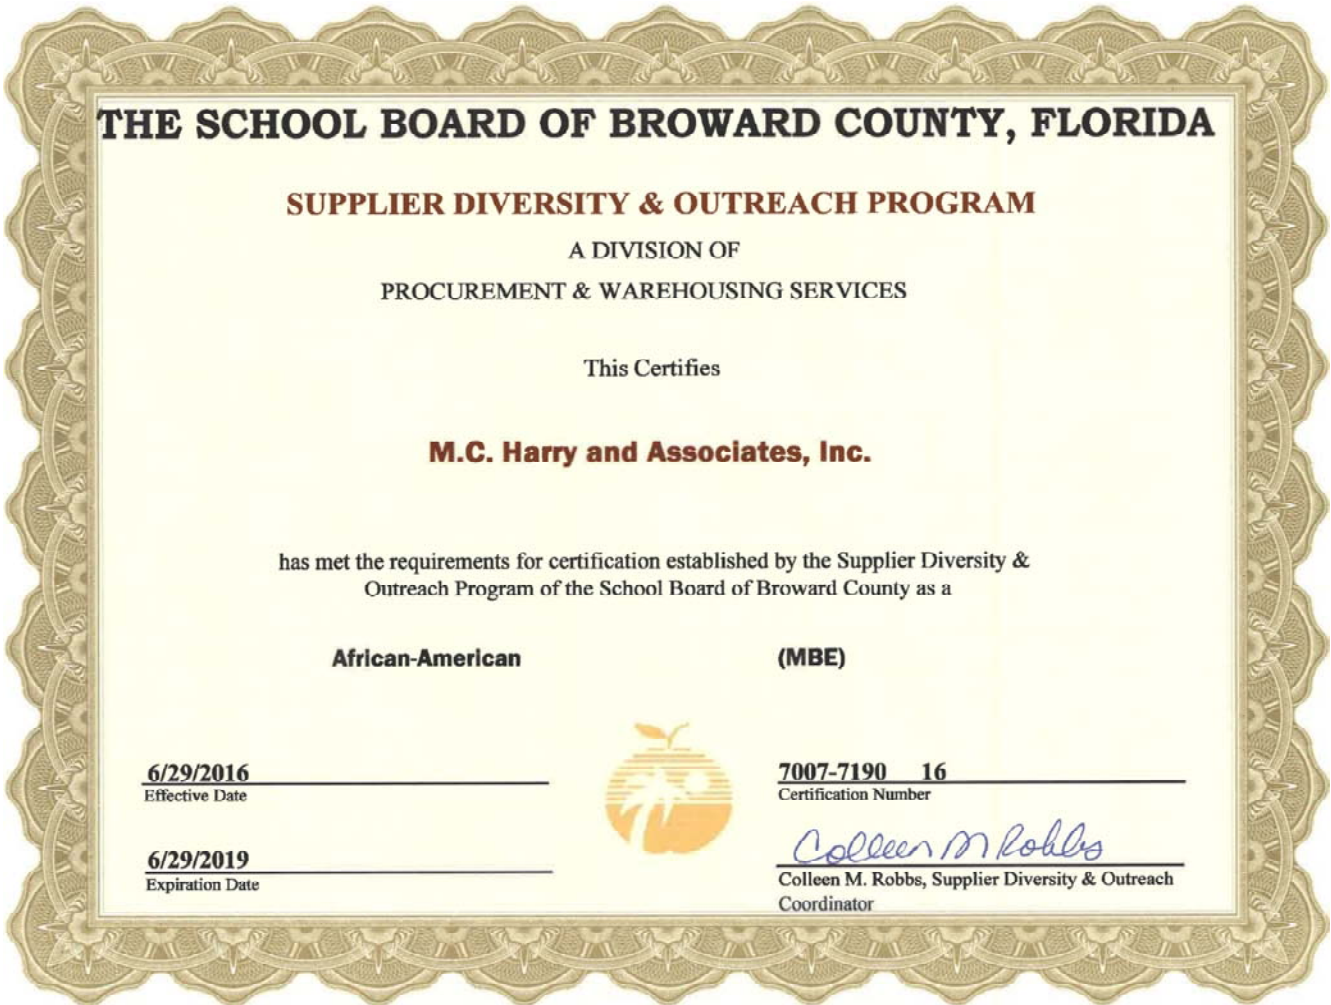 THE SCHOOL BOARD OF BROWARD COUNTY, FLORIDA
SUPPLIER DIVERSITY & OUTREACH PROGRAM
A DIVISION OF
PROCUREMENT & WAREHOUSING SERVICES
This Certifies
M.C. Harry and Associates, Inc.
has met the requirements for certification established by the Supplier Diversity &
Outreach Program of the School Board of Broward County as a
African-American (MBE)
6/29/2016
Effective Date
7007-7190 16
Certification Number
6/29/2019
Expiration Date
Colleen M Robbs
Colleen M. Robbs, Supplier Diversity & Outreach
Coordinator